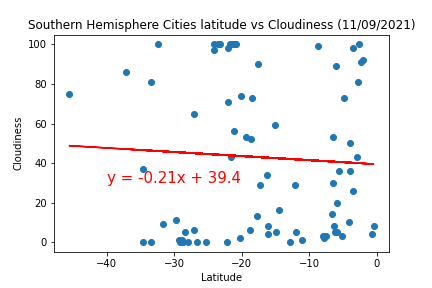 Southern Hemisphere Cities latitude vs Cloudiness (11/09/2021)
100
80
60
40
20
0
Cloudiness
y = -0.21x + 39.4
−40
−30
−20
−10
0
Latitude